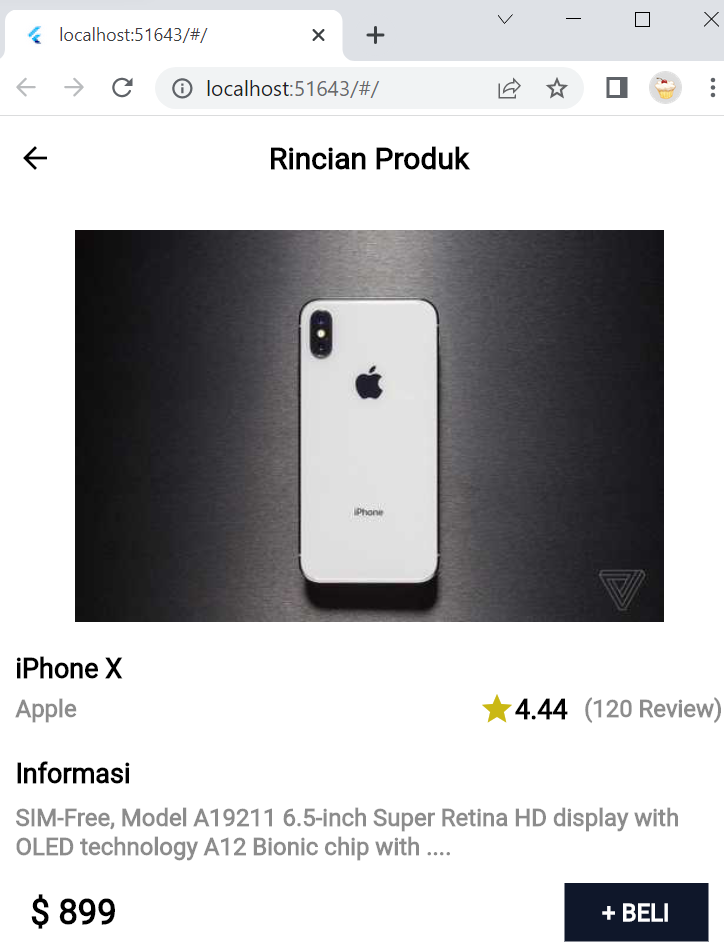 localhost:51643/#/
localhost:51643/#/
Rincian Produk
iPhone
iPhone X
Apple
4.44 (120 Review)
Informasi
SIM-Free, Model A19211 6.5-inch Super Retina HD display with
OLED technology A12 Bionic chip with ....
$ 899
+ BELI